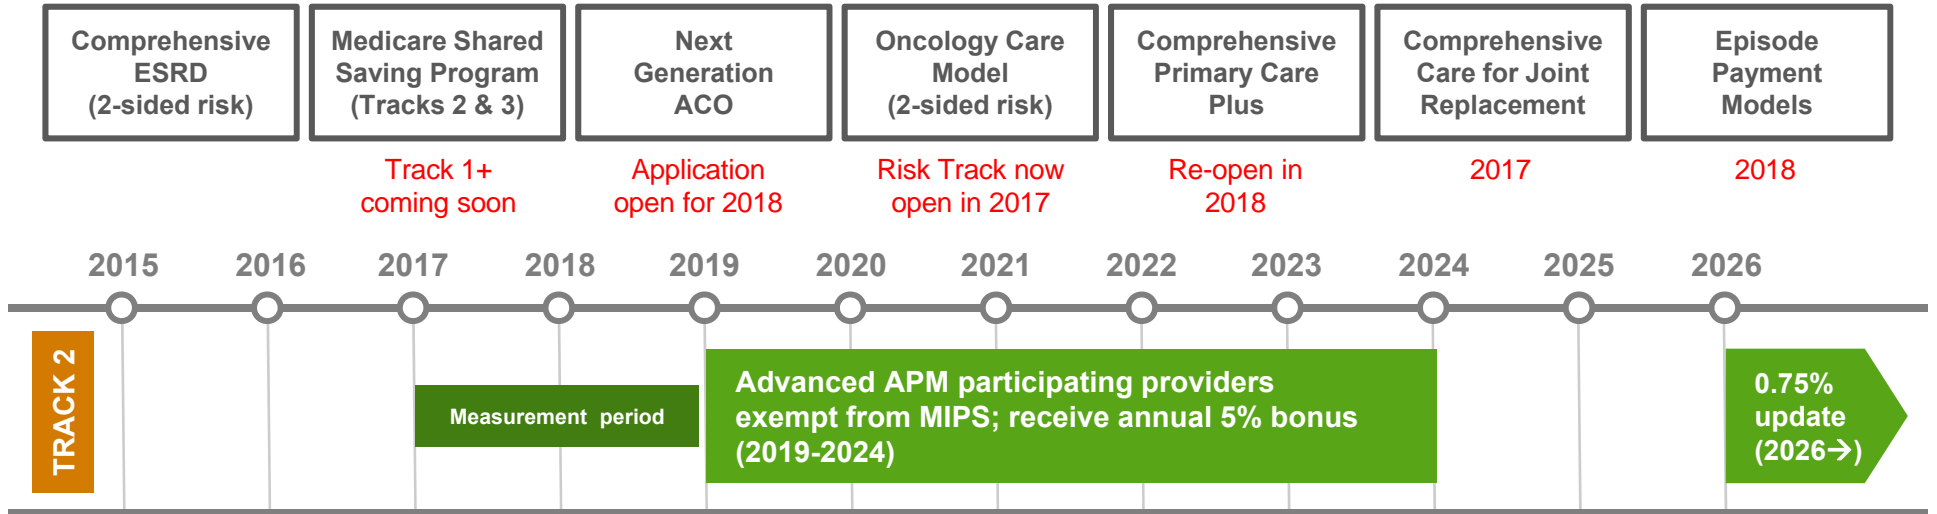 Comprehensive
ESRD
(2-sided risk)
Medicare Shared
Saving Program
(Tracks 2 & 3)
Next
Generation
ACO
Oncology Care
Model
(2-sided risk)
Comprehensive
Primary Care
Plus
Comprehensive
Care for Joint
Replacement
Episode
Payment
Models
Track 1+
coming soon
Application
open for 2018
Risk Track now
open in 2017
Re-open in
2018
2017
2018
2015 2016 2017 2018 2019 2020 2021 2022 2023 2024 2025 2026
TRACK 2
Measurement period
Advanced APM participating providers
exempt from MIPS; receive annual 5% bonus
(2019-2024)
0.75%
update
(2026→)